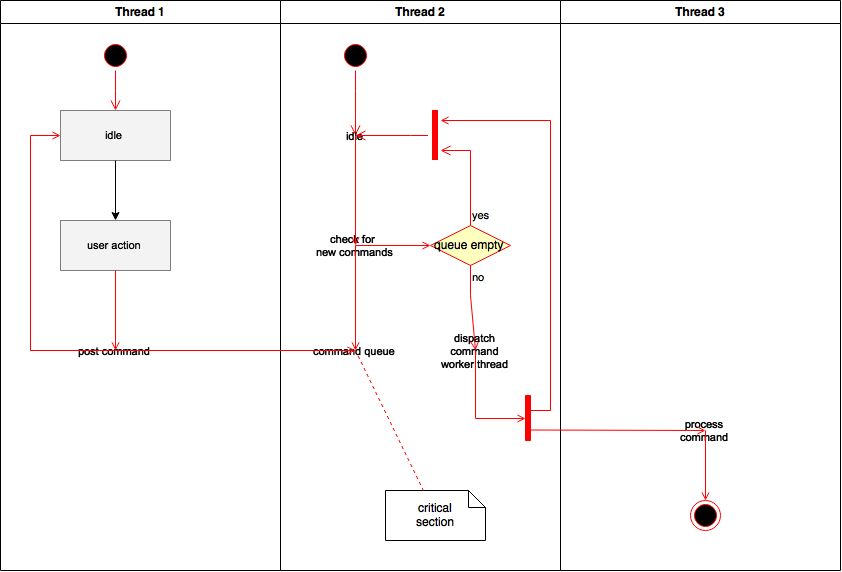 Thread 1
Thread 2
Thread 3
idle
user action
post command
idle
check for
new commands
command queue
yes
queue empty
no
dispatch
command
worker thread
critical
section
process
command